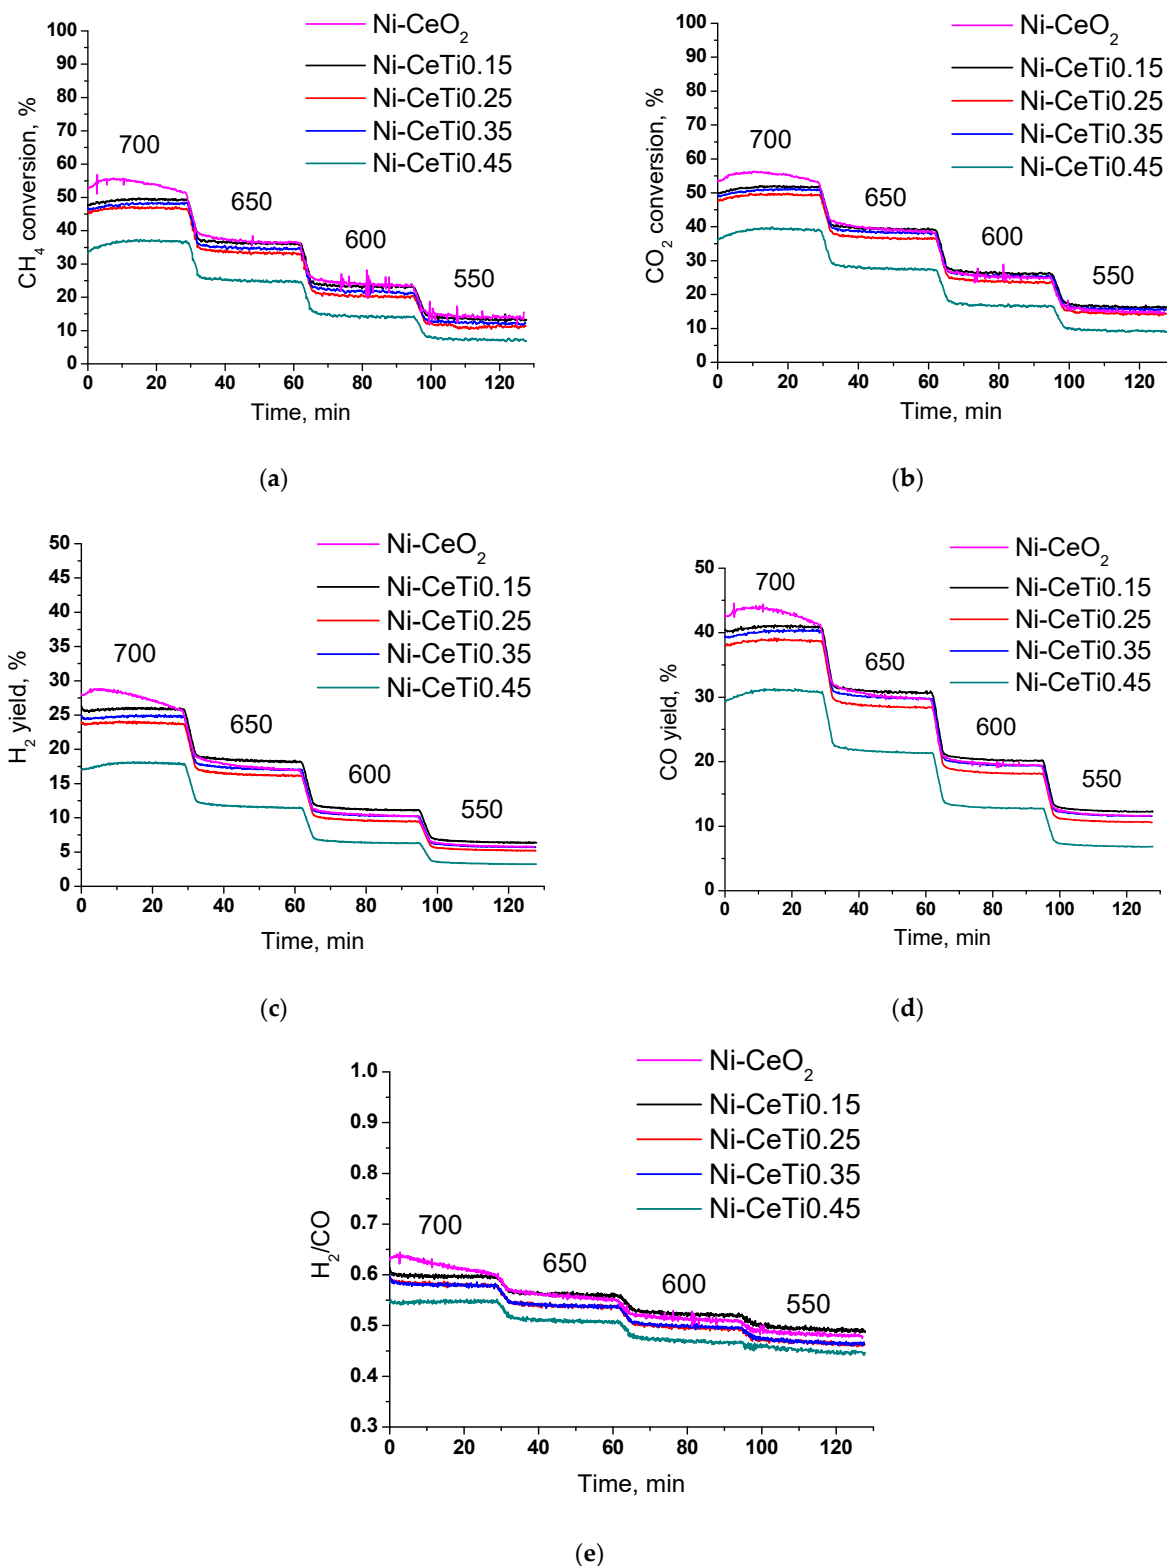 Ni-CeO2
Ni-CeTi0.15
Ni-CeTi0.25
Ni-CeTi0.35
Ni-CeTi0.45
700
650
600
550
CH4 conversion, %
100
90
80
70
60
50
40
30
20
10
0
0 20 40 60 80 100 120
Time, min
(a)
Ni-CeO2
Ni-CeTi0.15
Ni-CeTi0.25
Ni-CeTi0.35
Ni-CeTi0.45
700
650
600
550
CO2 conversion, %
100
90
80
70
60
50
40
30
20
10
0
0 20 40 60 80 100 120
Time, min
(b)
Ni-CeO2
Ni-CeTi0.15
Ni-CeTi0.25
Ni-CeTi0.35
Ni-CeTi0.45
700
650
600
550
H2 yield, %
50
45
40
35
30
25
20
15
10
5
0
0 20 40 60 80 100 120
Time, min
(c)
Ni-CeO2
Ni-CeTi0.15
Ni-CeTi0.25
Ni-CeTi0.35
Ni-CeTi0.45
700
650
600
550
CO yield, %
50
40
30
20
10
0
0 20 40 60 80 100 120
Time, min
(d)
Ni-CeO2
Ni-CeTi0.15
Ni-CeTi0.25
Ni-CeTi0.35
Ni-CeTi0.45
700
650
600
550
H2/CO
1.0
0.9
0.8
0.7
0.6
0.5
0.4
0.3
0 20 40 60 80 100 120
Time, min
(e)